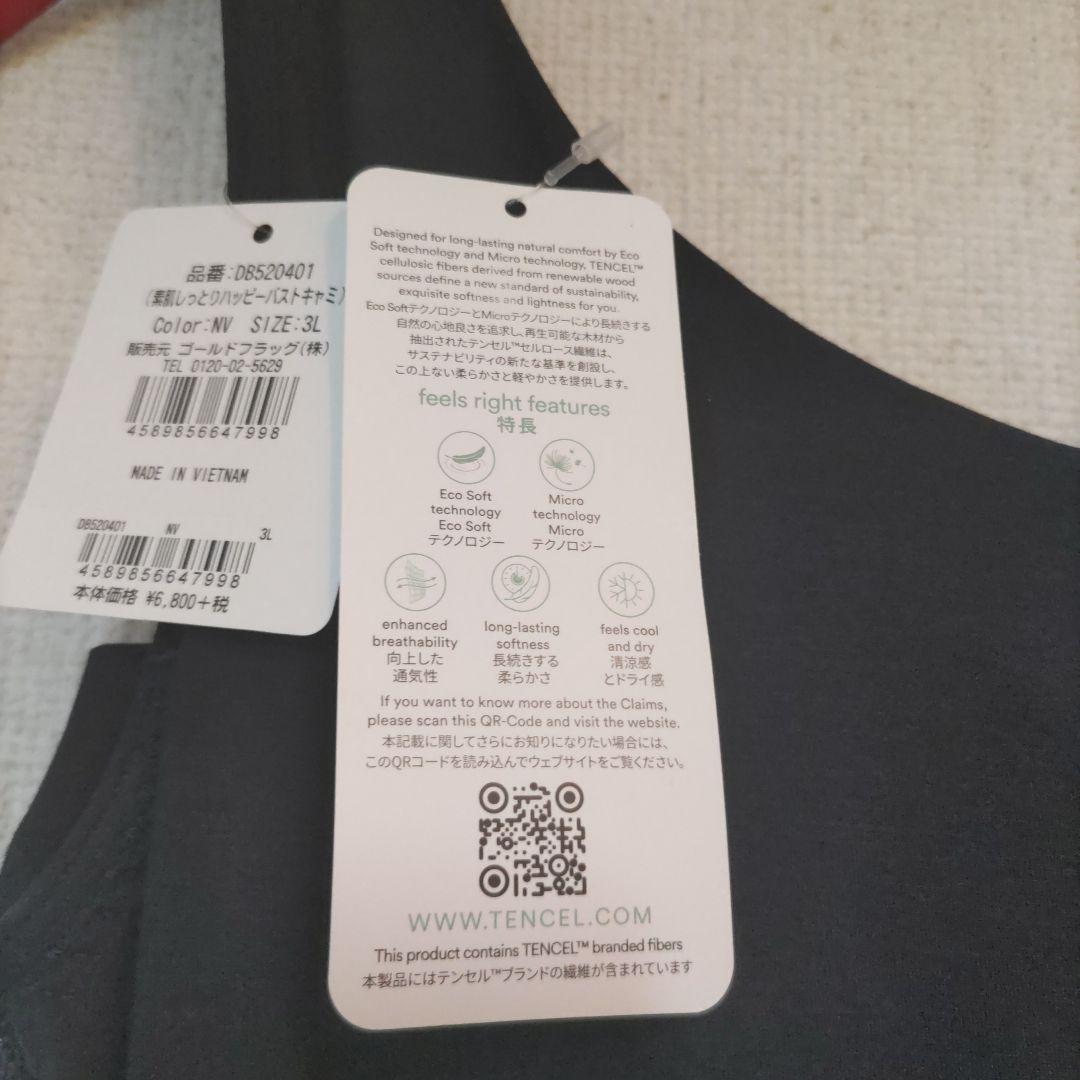 品番:DB520401
(素肌しっとりハッピーバストキャミ)
Color:NV SIZE:3L
販売元 ゴールドフラッグ(株)
TEL 0120-02-5629
4589856647998
MADE IN VIETNAM
DB520401 NV 3L
4589856647998
本体価格 ¥6,800+税
Designed for long-lasting natural comfort by Eco
Soft technology and Micro technology, TENCEL™
cellulosic fibers derived from renewable wood
sources define a new standard of sustainability,
exquisite softness and lightness for you.
Eco SoftテクノロジーとMicroテクノロジーにより長続きする
自然の心地良さを追求し、再生可能な木材から
抽出されたテンセル™セルロース繊維は、
サステナビリティの新たな基準を創設し、
この上ない柔らかさと軽やかさを提供します。
feels right features
特長
Eco Soft
technology
Eco Soft
テクノロジー
Micro
technology
Micro
テクノロジー
enhanced
breathability
向上した
通気性
long-lasting
softness
長続きする
柔らかさ
feels cool
and dry
清涼感
とドライ感
If you want to know more about the Claims,
please scan this QR-Code and visit the website.
本記載に関してさらにお知りになりたい場合には、
このQRコードを読み込んでウェブサイトをご覧ください。
WWW.TENCEL.COM
This product contains TENCEL™ branded fibers
本製品にはテンセル™ブランドの繊維が含まれています